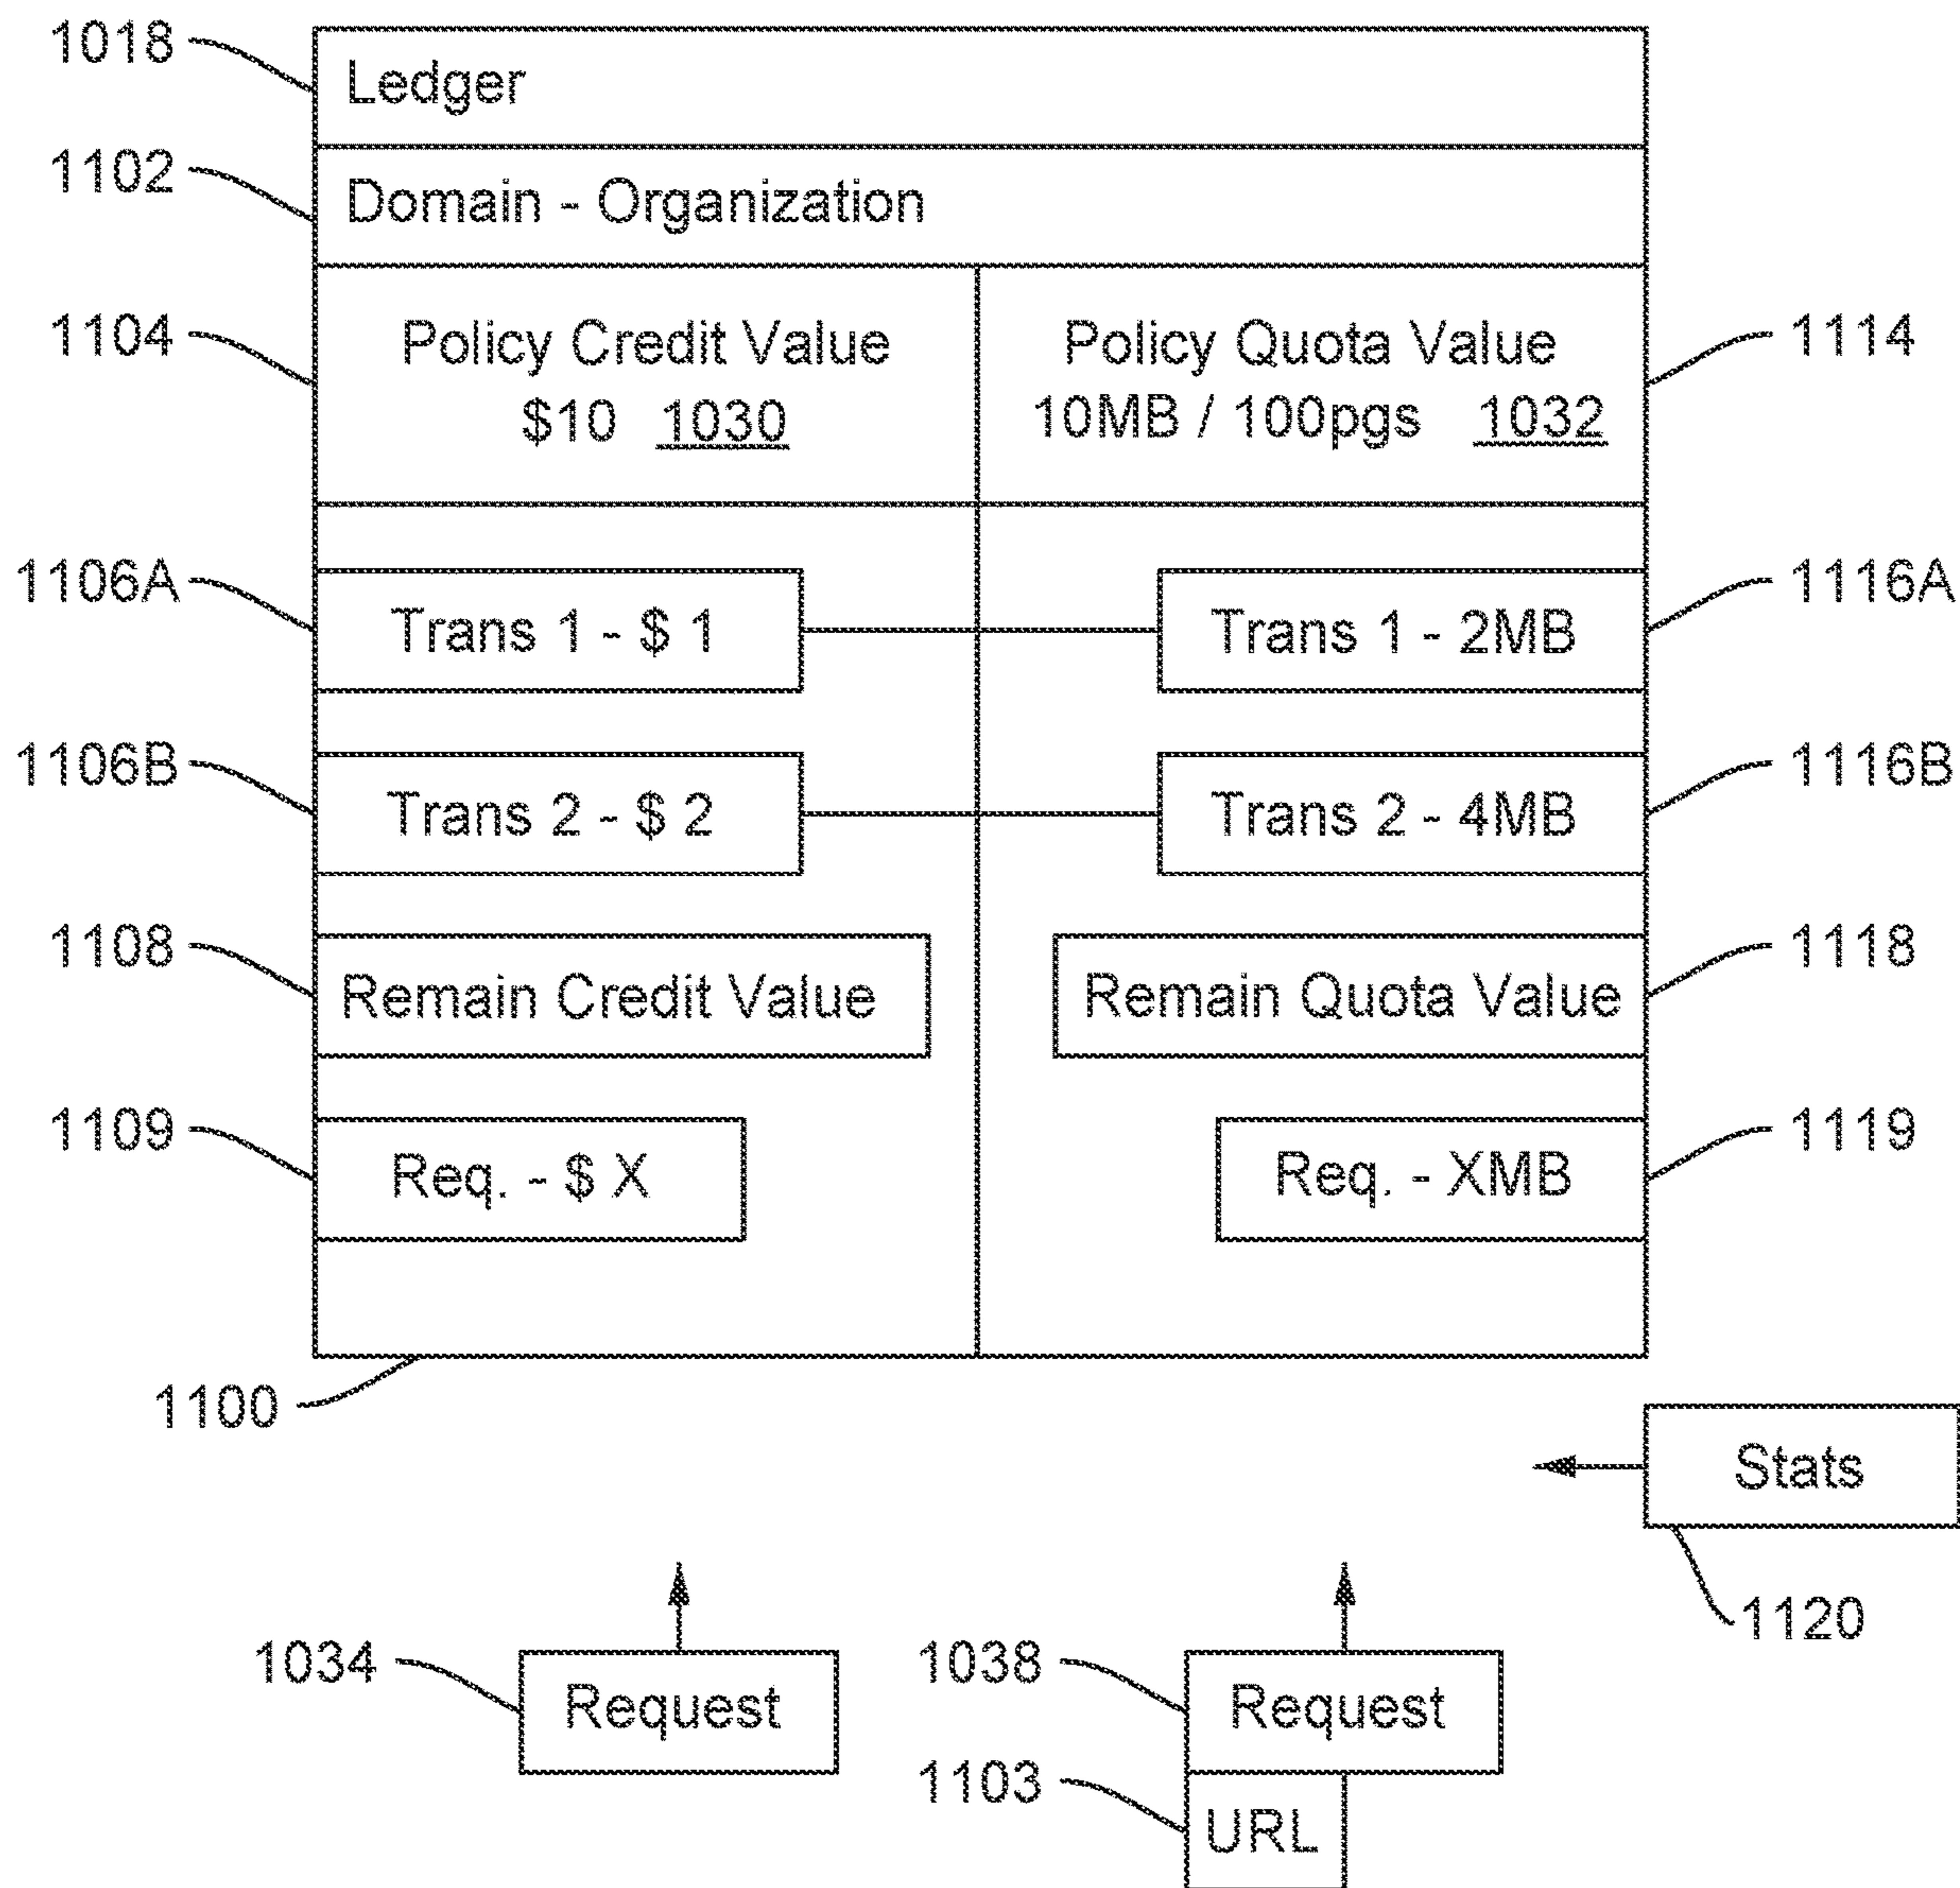 1018
Ledger
1102
Domain - Organization
1104
Policy Credit Value
$10 1030
Policy Quota Value
10MB / 100pgs 1032
1114
1106A
Trans 1 - $ 1
Trans 1 - 2MB
1116A
1106B
Trans 2 - $ 2
Trans 2 - 4MB
1116B
1108
Remain Credit Value
Remain Quota Value
1118
1109
Req. - $ X
Req. - XMB
1119
1100
Stats
1120
1034
Request
1038
Request
1103
URL